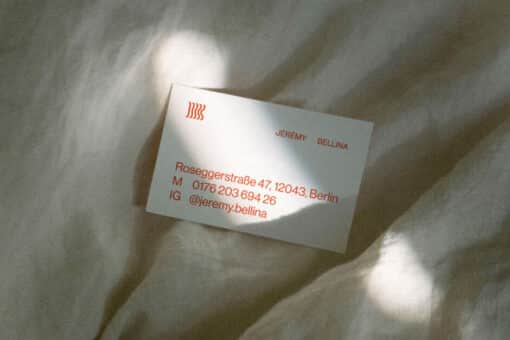 JEREMY BELLINA
Roseggerstraße 47, 12043, Berlin
M 0176 203 694 26
IG @jeremy.bellina